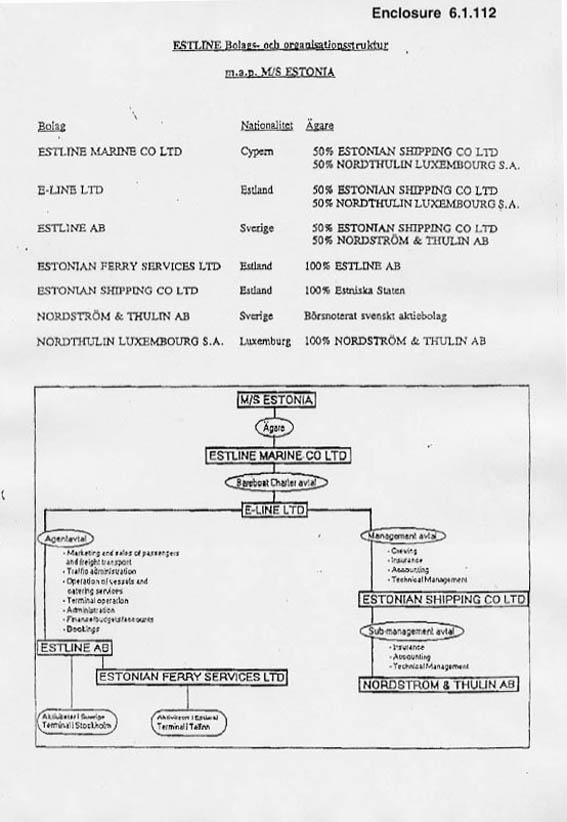 Enclosure 6.1.112
ESTLINE Bolags- och organisationsstruktur
m.a.p. M/S ESTONIA
Bolag Nationalitet Ägare
ESTLINE MARINE CO LTD Cypern 50% ESTONIAN SHIPPING CO LTD
50% NORDTHULIN LUXEMBOURG S.A.
E-LINE LTD Estland 50% ESTONIAN SHIPPING CO LTD
50% NORDTHULIN LUXEMBOURG S.A.
ESTLINE AB Sverige 50% ESTONIAN SHIPPING CO LTD
50% NORDSTRÖM & THULIN AB
ESTONIAN FERRY SERVICES LTD Estland 100% ESTLINE AB
ESTONIAN SHIPPING CO LTD Estland 100% Estniska Staten
NORDSTRÖM & THULIN AB Sverige Börsnoterat svenskt aktiebolag
NORDTHULIN LUXEMBOURG S.A. Luxemburg 100% NORDSTRÖM & THULIN AB
M/S ESTONIA
Ägare
ESTLINE MARINE CO LTD
Bareboat Charter avtal
E-LINE LTD
Agentavtal
- Marketing and sales of passengers
and freight transport
- Traffic administration
- Operation of vessels and
catering services
- Terminal operation
- Administration
- Finance/budgets/accounts
- Bookings
ESTLINE AB
ESTONIAN FERRY SERVICES LTD
Aktiviteter i Sverige
Terminal i Stockholm
Aktiviteter i Estland
Terminal i Tallinn
Management avtal
- Crewing
- Insurance
- Accounting
- Technical Management
ESTONIAN SHIPPING CO LTD
Sub-management avtal
- Insurance
- Accounting
- Technical Management
NORDSTROM & THULIN AB